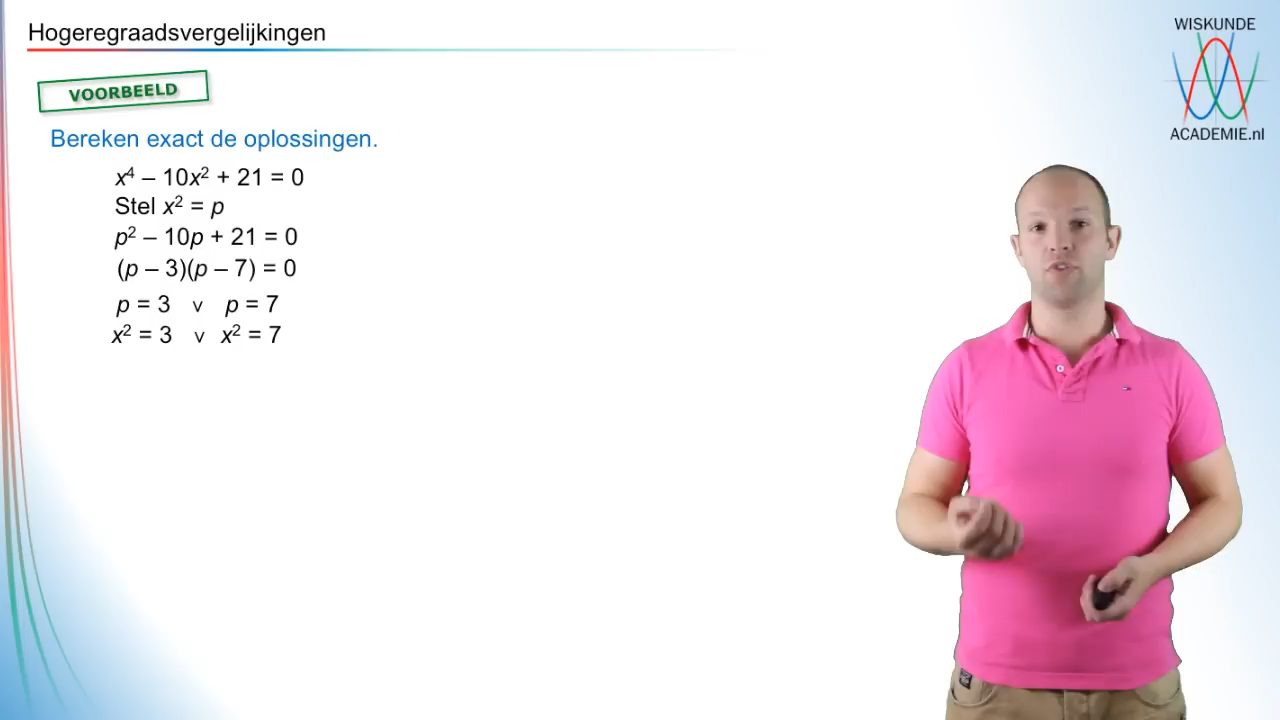 Hogeregraadsvergelijkingen
WISKUNDE
ACADEMIE.nl
VOORBEELD
Bereken exact de oplossingen.
x⁴ – 10x² + 21 = 0
Stel x² = p
p² – 10p + 21 = 0
(p – 3)(p – 7) = 0
p = 3 v p = 7
x² = 3 v x² = 7